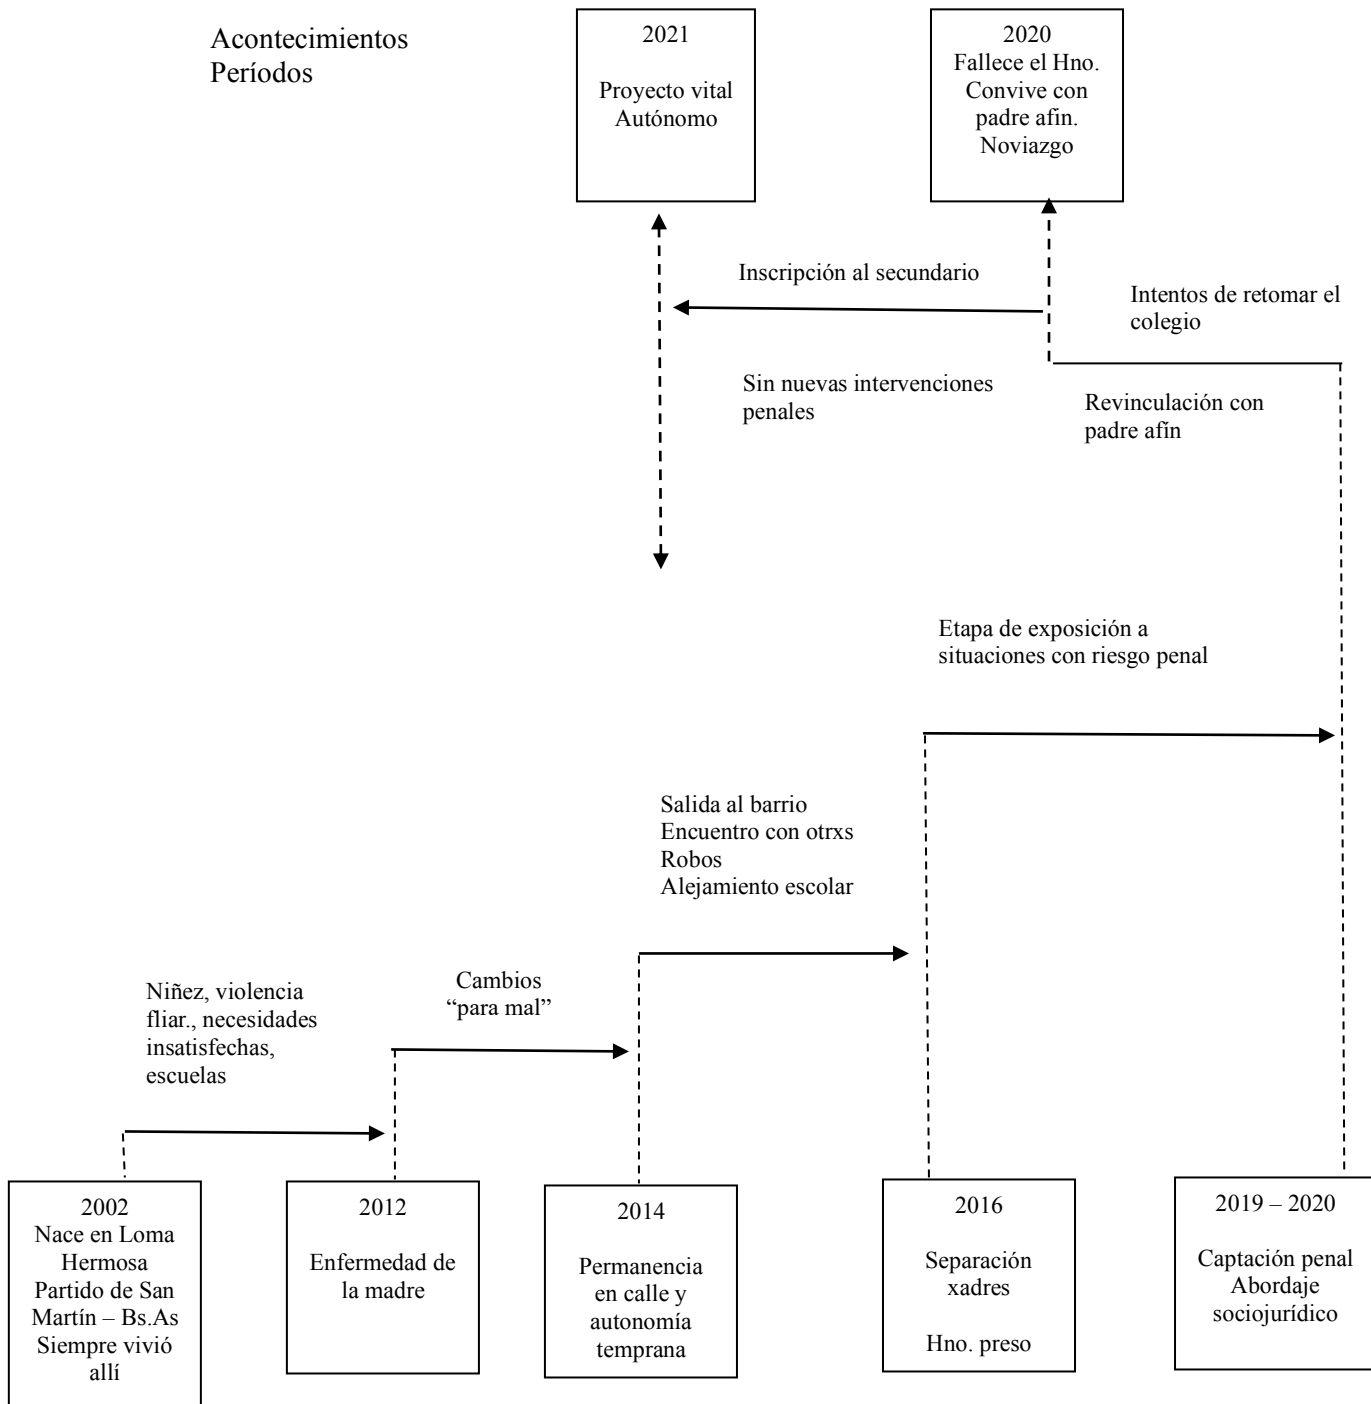 Acontecimientos
Períodos
2021
Proyecto vital
Autónomo
2020
Fallece el Hno.
Convive con
padre afin.
Noviazgo
Inscripción al secundario
Intentos de retomar el
colegio
Sin nuevas intervenciones
penales
Revinculación con
padre afín
Etapa de exposición a
situaciones con riesgo penal
Salida al barrio
Encuentro con otrxs
Robos
Alejamiento escolar
Cambios
“para mal”
Niñez, violencia
fliar., necesidades
insatisfechas,
escuelas
2002
Nace en Loma
Hermosa
Partido de San
Martín – Bs.As
Siempre vivió
allí
2012
Enfermedad de
la madre
2014
Permanencia
en calle y
autonomía
temprana
2016
Separación
xadres
Hno. preso
2019 – 2020
Captación penal
Abordaje
sociojurídico